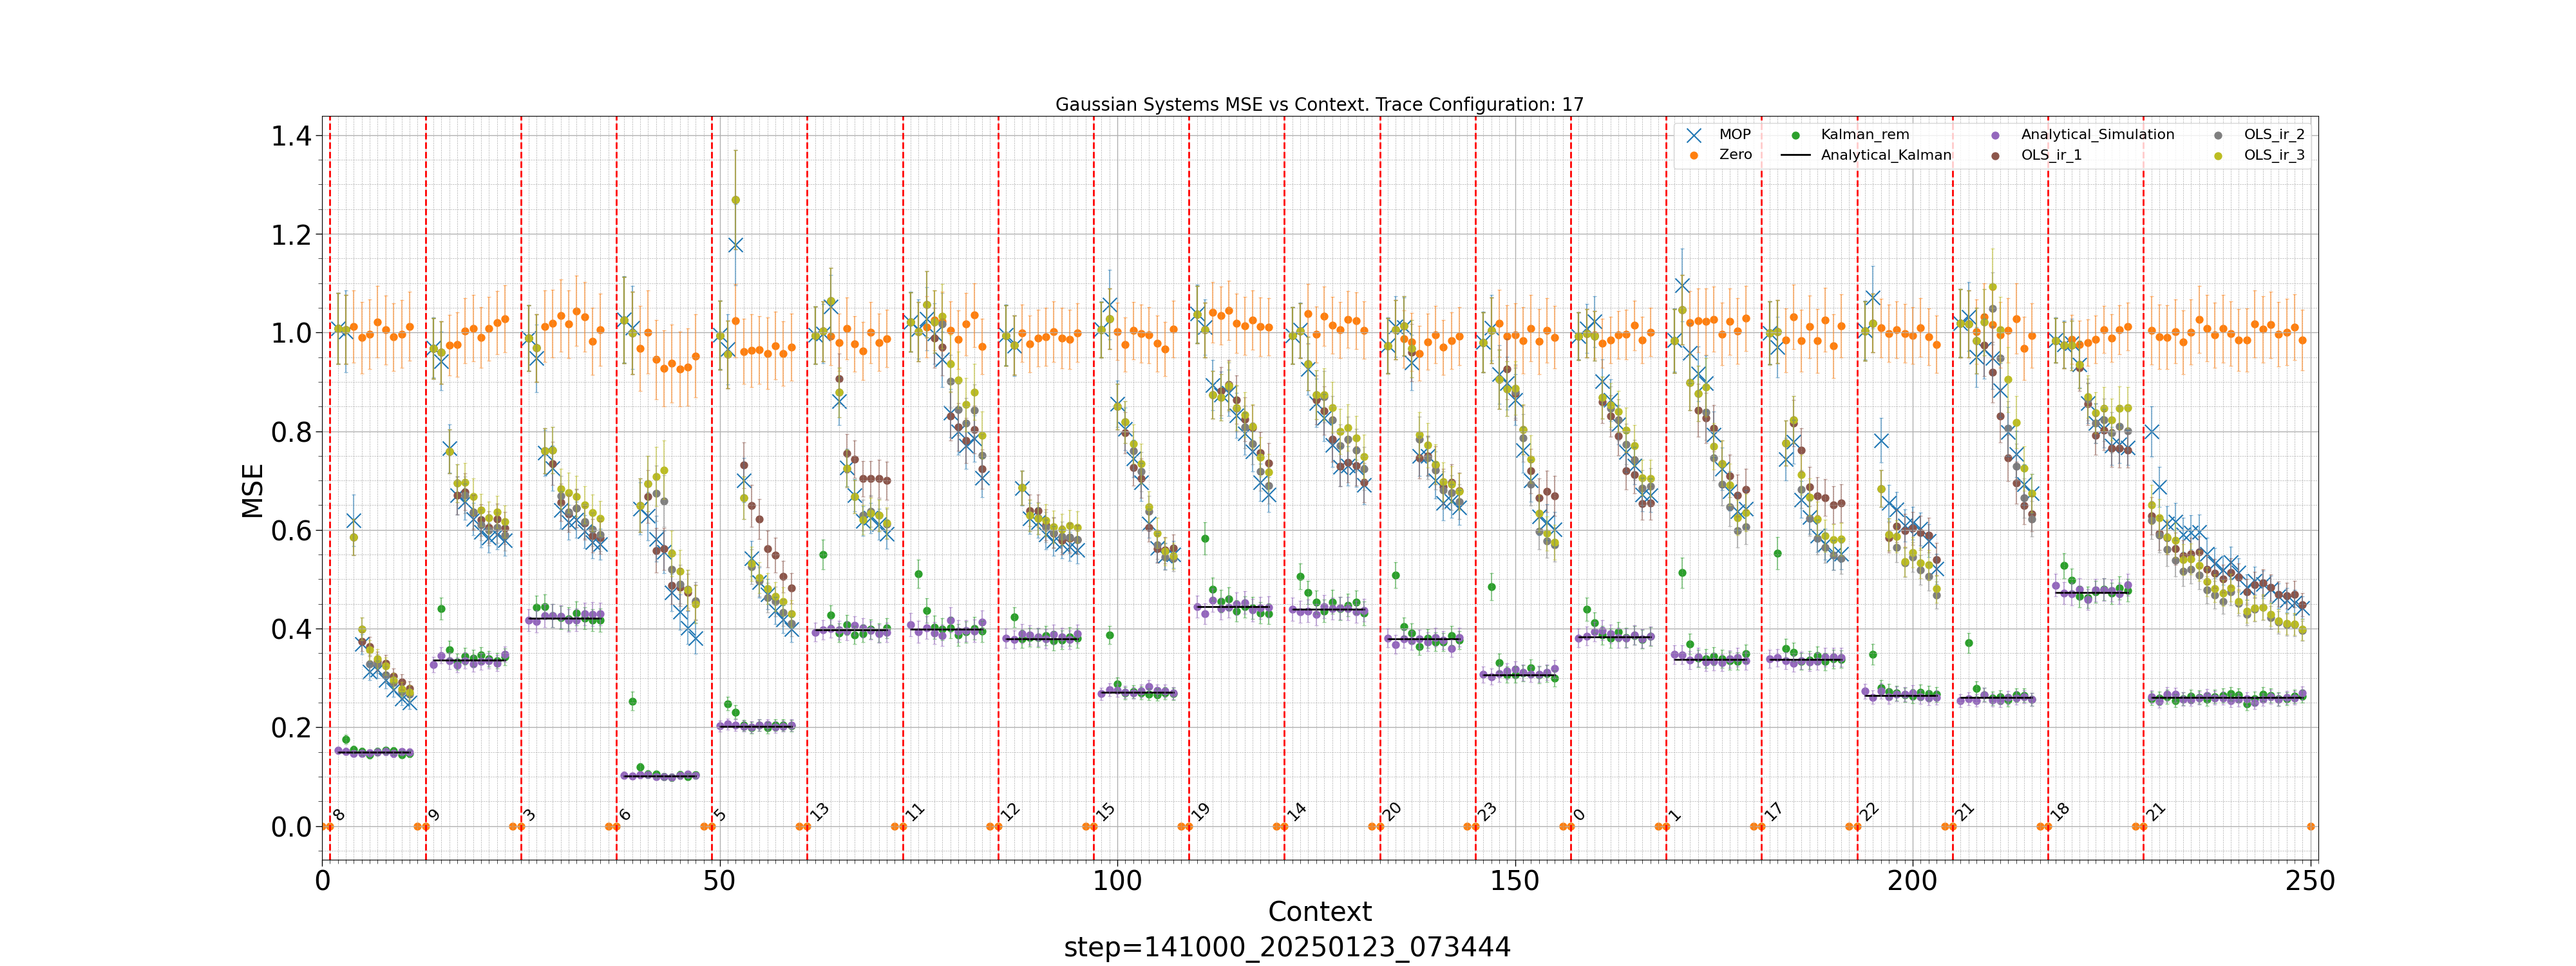 Gaussian Systems MSE vs Context. Trace Configuration: 17
MOP
Zero
Kalman_rem
Analytical_Kalman
Analytical_Simulation
OLS_ir_1
OLS_ir_2
OLS_ir_3
MSE
1.4
1.2
1.0
0.8
0.6
0.4
0.2
0.0
8 9 3 6 5 13 11 12 15 19 14 20 23 0 1 17 22 21 18 21
0 50 100 150 200 250
Context
step=141000_20250123_073444